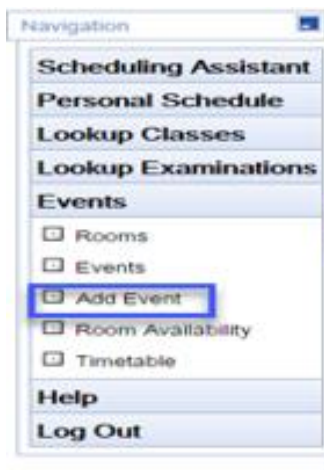 Navigation
Scheduling Assistant
Personal Schedule
Lookup Classes
Lookup Examinations
Events
Rooms
Events
Add Event
Room Availability
Timetable
Help
Log Out